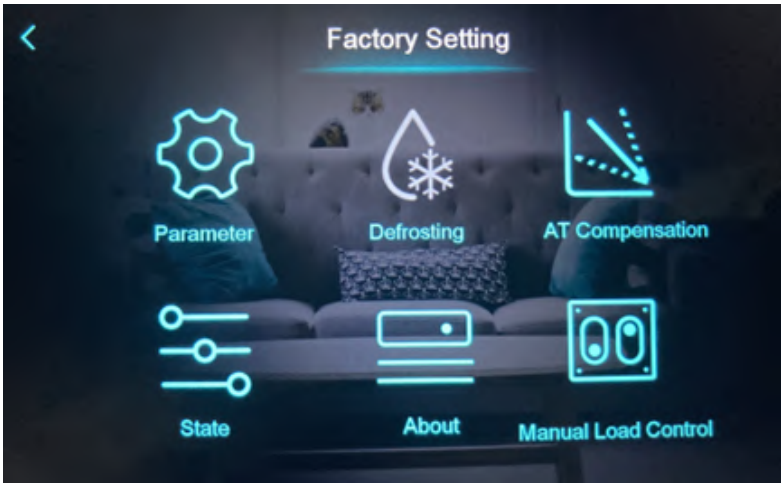 Factory Setting
Parameter
Defrosting
AT Compensation
State
About
Manual Load Control